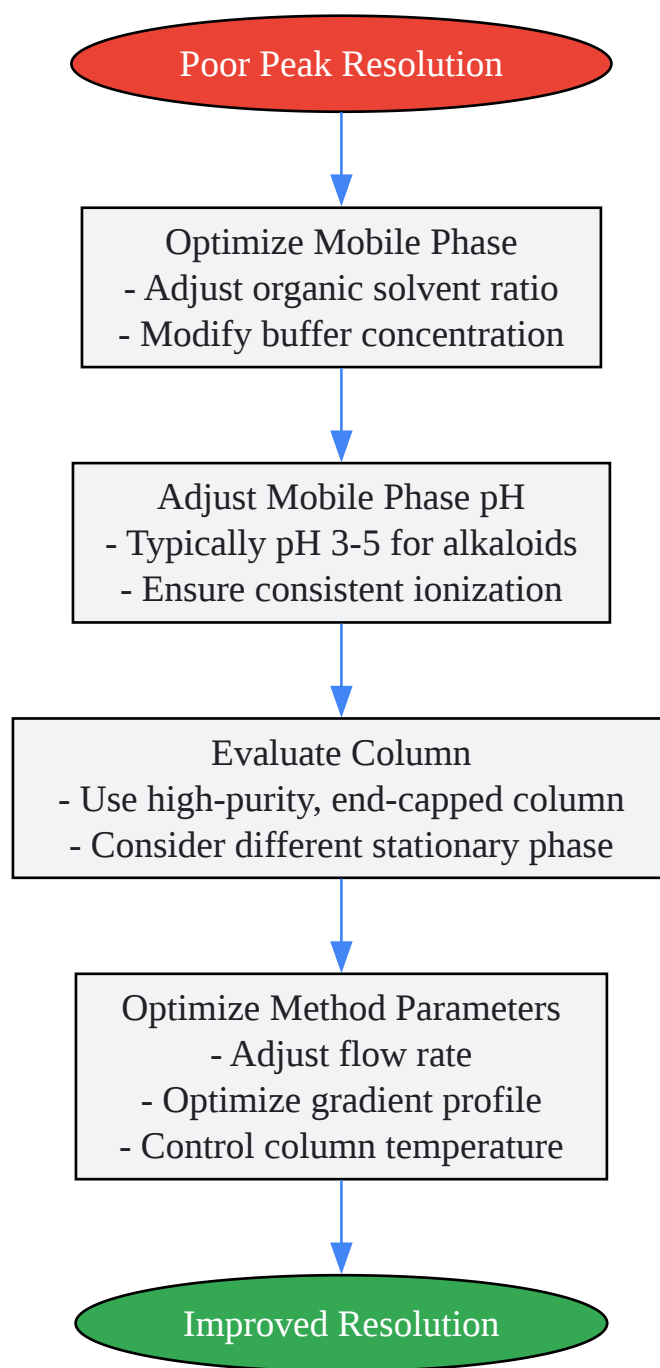 Poor Peak Resolution
Optimize Mobile Phase
- Adjust organic solvent ratio
- Modify buffer concentration
Adjust Mobile Phase pH
- Typically pH 3-5 for alkaloids
- Ensure consistent ionization
Evaluate Column
- Use high-purity, end-capped column
- Consider different stationary phase
Optimize Method Parameters
- Adjust flow rate
- Optimize gradient profile
- Control column temperature
Improved Resolution